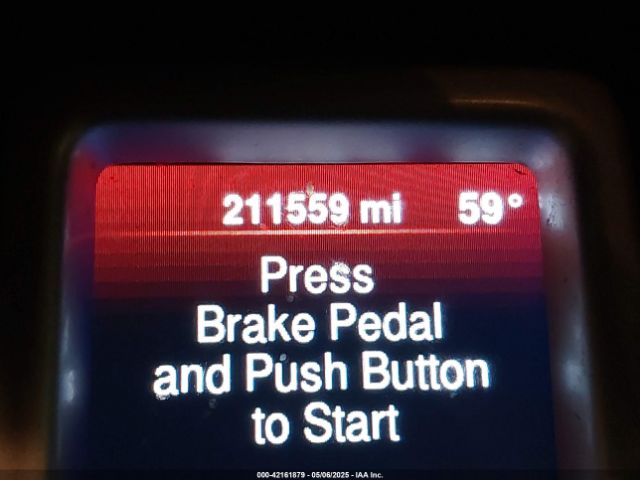 211559 mi 59°
Press
Brake Pedal
and Push Button
to Start
000-42161879 - 05/06/2025 - IAA Inc.